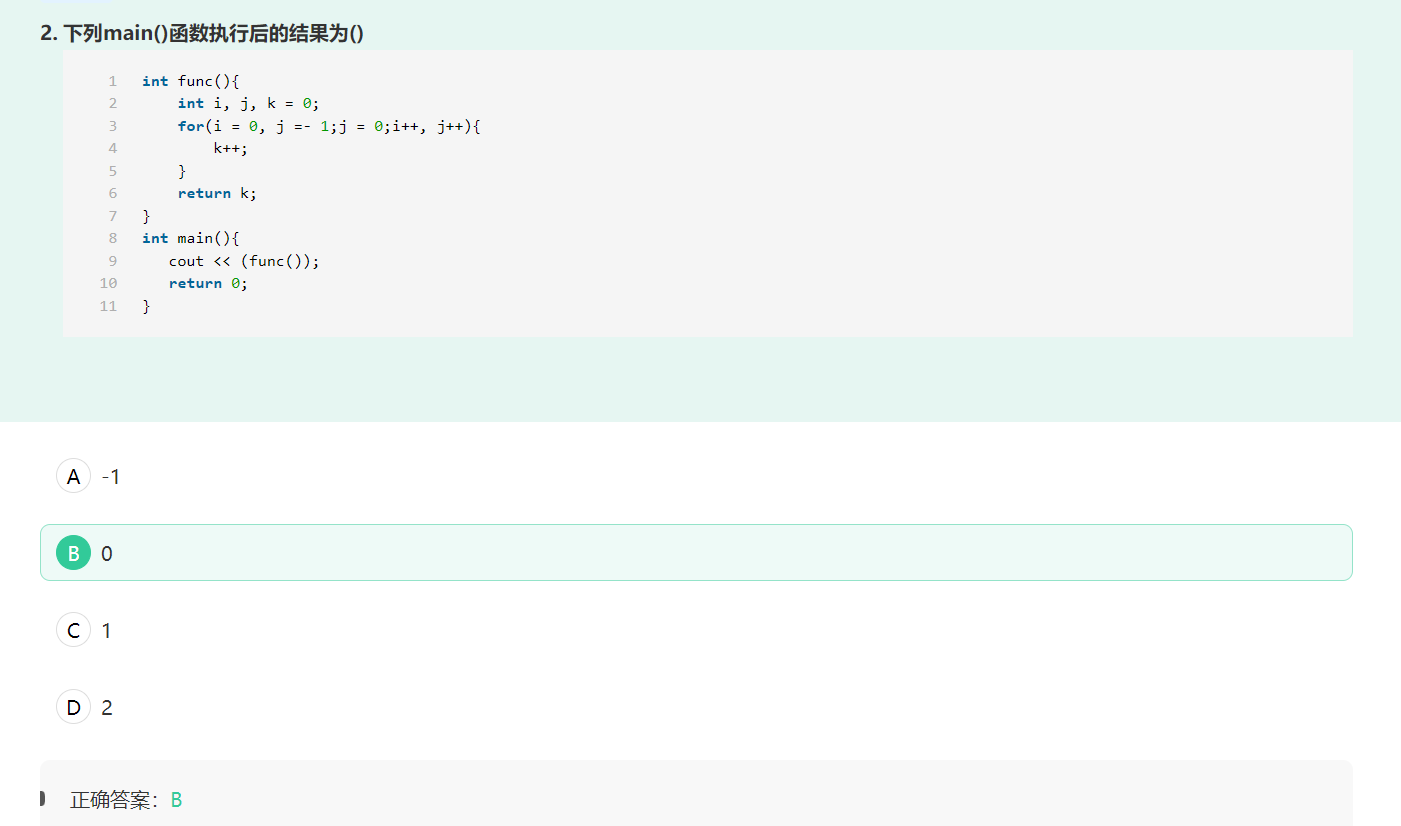 2. 下列main()函数执行后的结果为()
1 int func(){
2 int i, j, k = 0;
3 for(i = 0, j =- 1;j = 0;i++, j++){
4 k++;
5 }
6 return k;
7 }
8 int main(){
9 cout << (func());
10 return 0;
11 }
A -1
B 0
C 1
D 2
正确答案：B